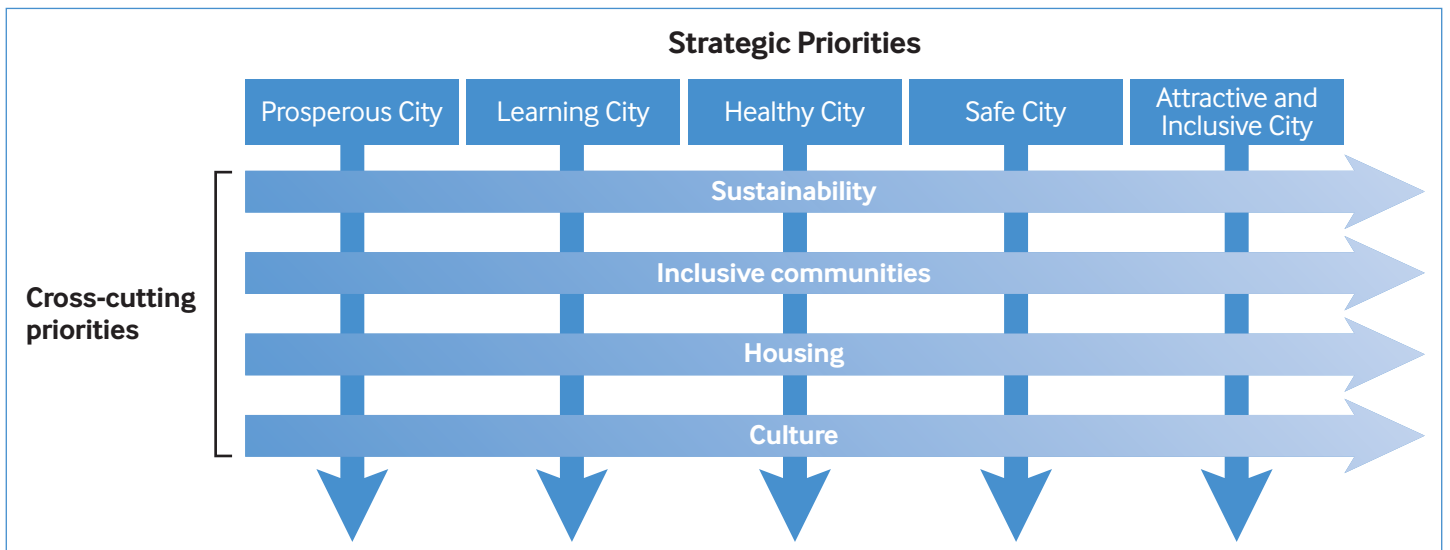 Strategic Priorities
Prosperous City
Learning City
Healthy City
Safe City
Attractive and
Inclusive City
Sustainability
Inclusive communities
Cross-cutting
priorities
Housing
Culture